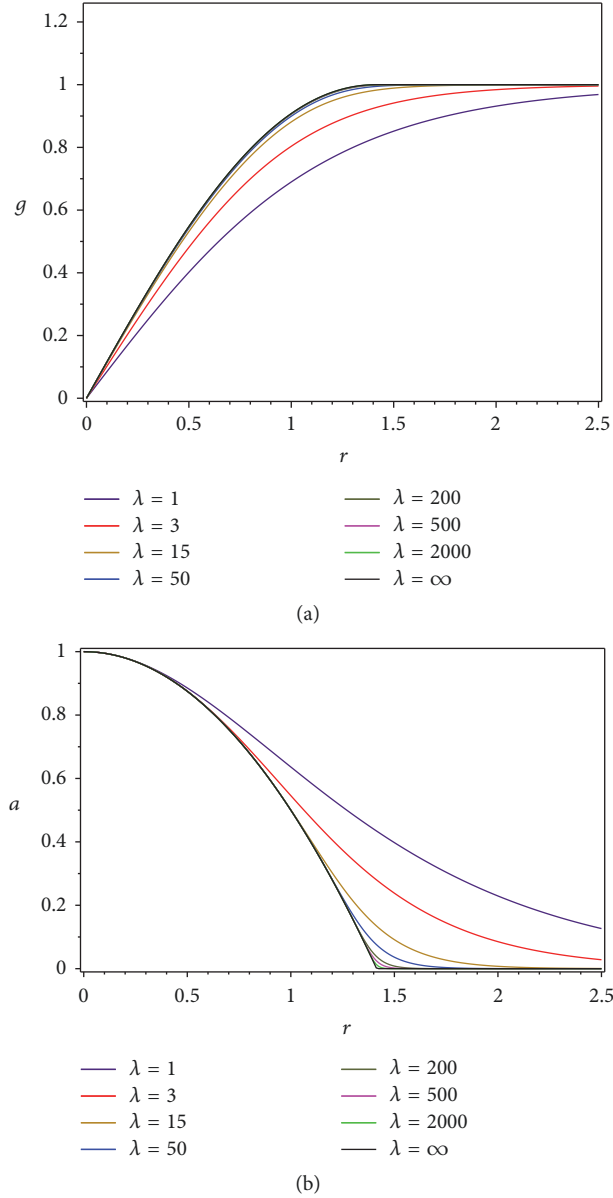 1.2
1
0.8
g
0.6
0.4
0.2
0
0 0.5 1 1.5 2 2.5
r
λ = 1 λ = 200
λ = 3 λ = 500
λ = 15 λ = 2000
λ = 50 λ = ∞
(a)
1
0.8
0.6
a
0.4
0.2
0
0 0.5 1 1.5 2 2.5
r
λ = 1 λ = 200
λ = 3 λ = 500
λ = 15 λ = 2000
λ = 50 λ = ∞
(b)